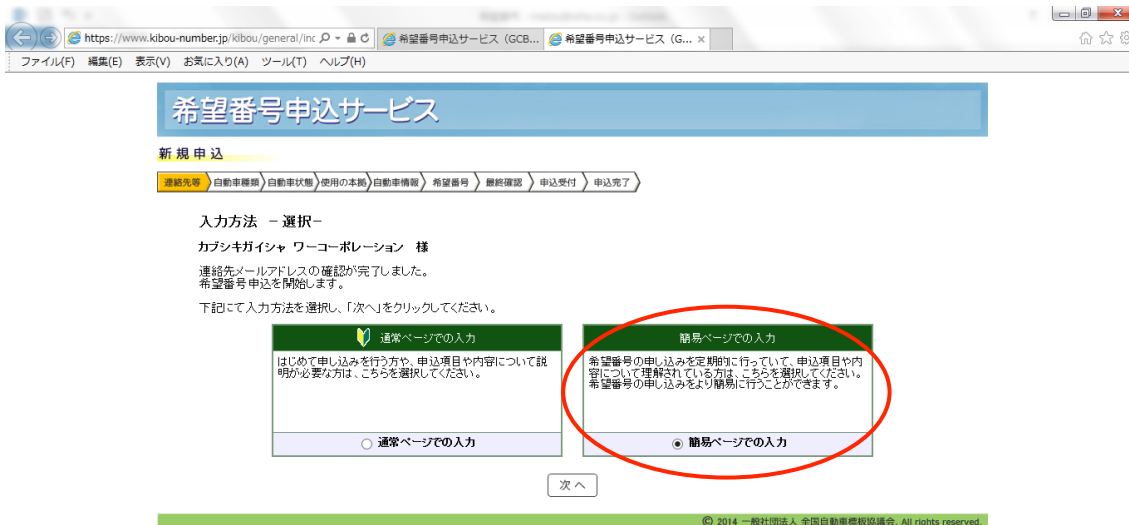 https://www.kibou-number.jp/kibou/general/inc
希望番号申込サービス（GCB...
希望番号申込サービス（G...
ファイル(F) 編集(E) 表示(V) お気に入り(A) ツール(T) ヘルプ(H)
希望番号申込サービス
新規申込
連絡先等 自動車種類 自動車状態 使用の本拠 自動車情報 希望番号 最終確認 申込受付 申込完了
入力方法 －選択－
カブシキガイシャ ワーコーポレーション 様
連絡先メールアドレスの確認が完了しました。
希望番号申込を開始します。
下記にて入力方法を選択し、「次へ」をクリックしてください。
通常ページでの入力
はじめて申し込みを行う方や、申込項目や内容について説
明が必要な方は、こちらを選択してください。
通常ページでの入力
簡易ページでの入力
希望番号の申し込みを定期的に行っていて、申込項目や内
容について理解されている方は、こちらを選択してください。
希望番号の申し込みをより簡易に行うことができます。
簡易ページでの入力
次へ
© 2014 一般社団法人 全国自動車標板協議会. All rights reserved.